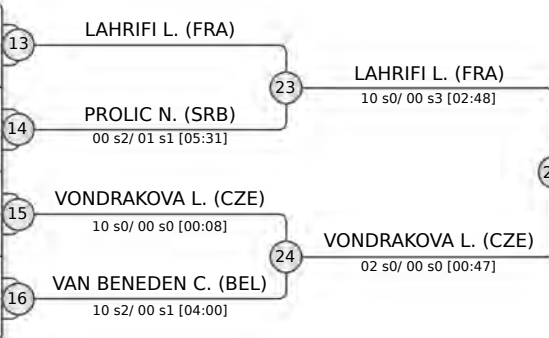 LAHRIFI L. (FRA)
13
23
LAHRIFI L. (FRA)
10 s0/ 00 s3 [02:48]
PROLIC N. (SRB)
14
00 s2/ 01 s1 [05:31]
2
VONDRAKOVA L. (CZE)
15
10 s0/ 00 s0 [00:08]
24
VONDRAKOVA L. (CZE)
02 s0/ 00 s0 [00:47]
VAN BENEDEN C. (BEL)
16
10 s2/ 00 s1 [04:00]